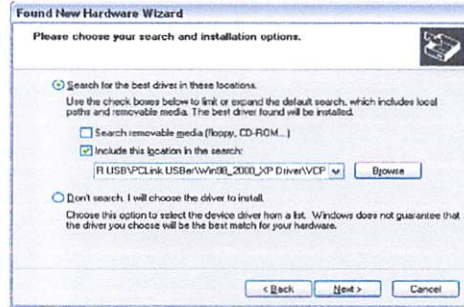 Found New Hardware Wizard
Please choose your search and installation options.
Search for the best driver in these locations.
Use the check boxes below to limit or expand the default search, which includes local
paths and removable media. The best driver found will be installed.
Search removable media (floppy, CD-ROM...)
Include this location in the search:
R USB\PCLink USBer\Win98_2000_XP Driver\VCP
Browse
Don't search. I will choose the driver to install.
Choose this option to select the device driver from a list. Windows does not guarantee that
the driver you choose will be the best match for your hardware.
< Back
Next >
Cancel